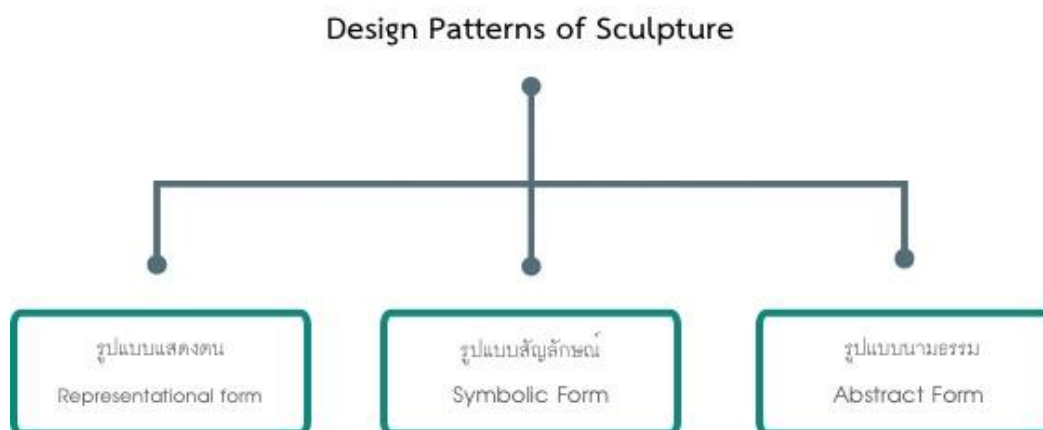 Design Patterns of Sculpture
รูปแบบแสดงตน
Representational form
รูปแบบสัญลักษณ์
Symbolic Form
รูปแบบนามธรรม
Abstract Form